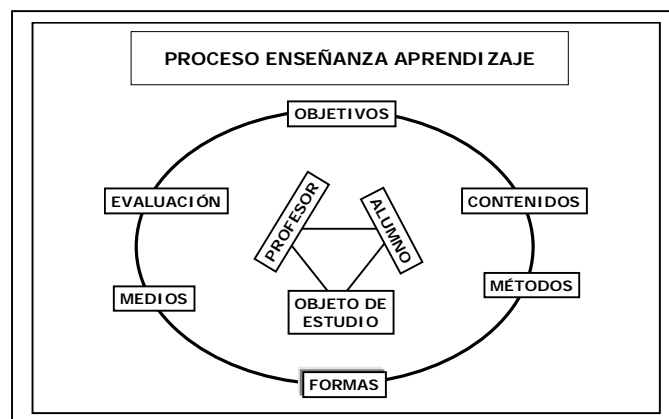 PROCESO ENSEÑANZA APRENDIZAJE
OBJETIVOS
EVALUACIÓN
PROFESOR
ALUMNO
CONTENIDOS
MEDIOS
OBJETO DE
ESTUDIO
MÉTODOS
FORMAS